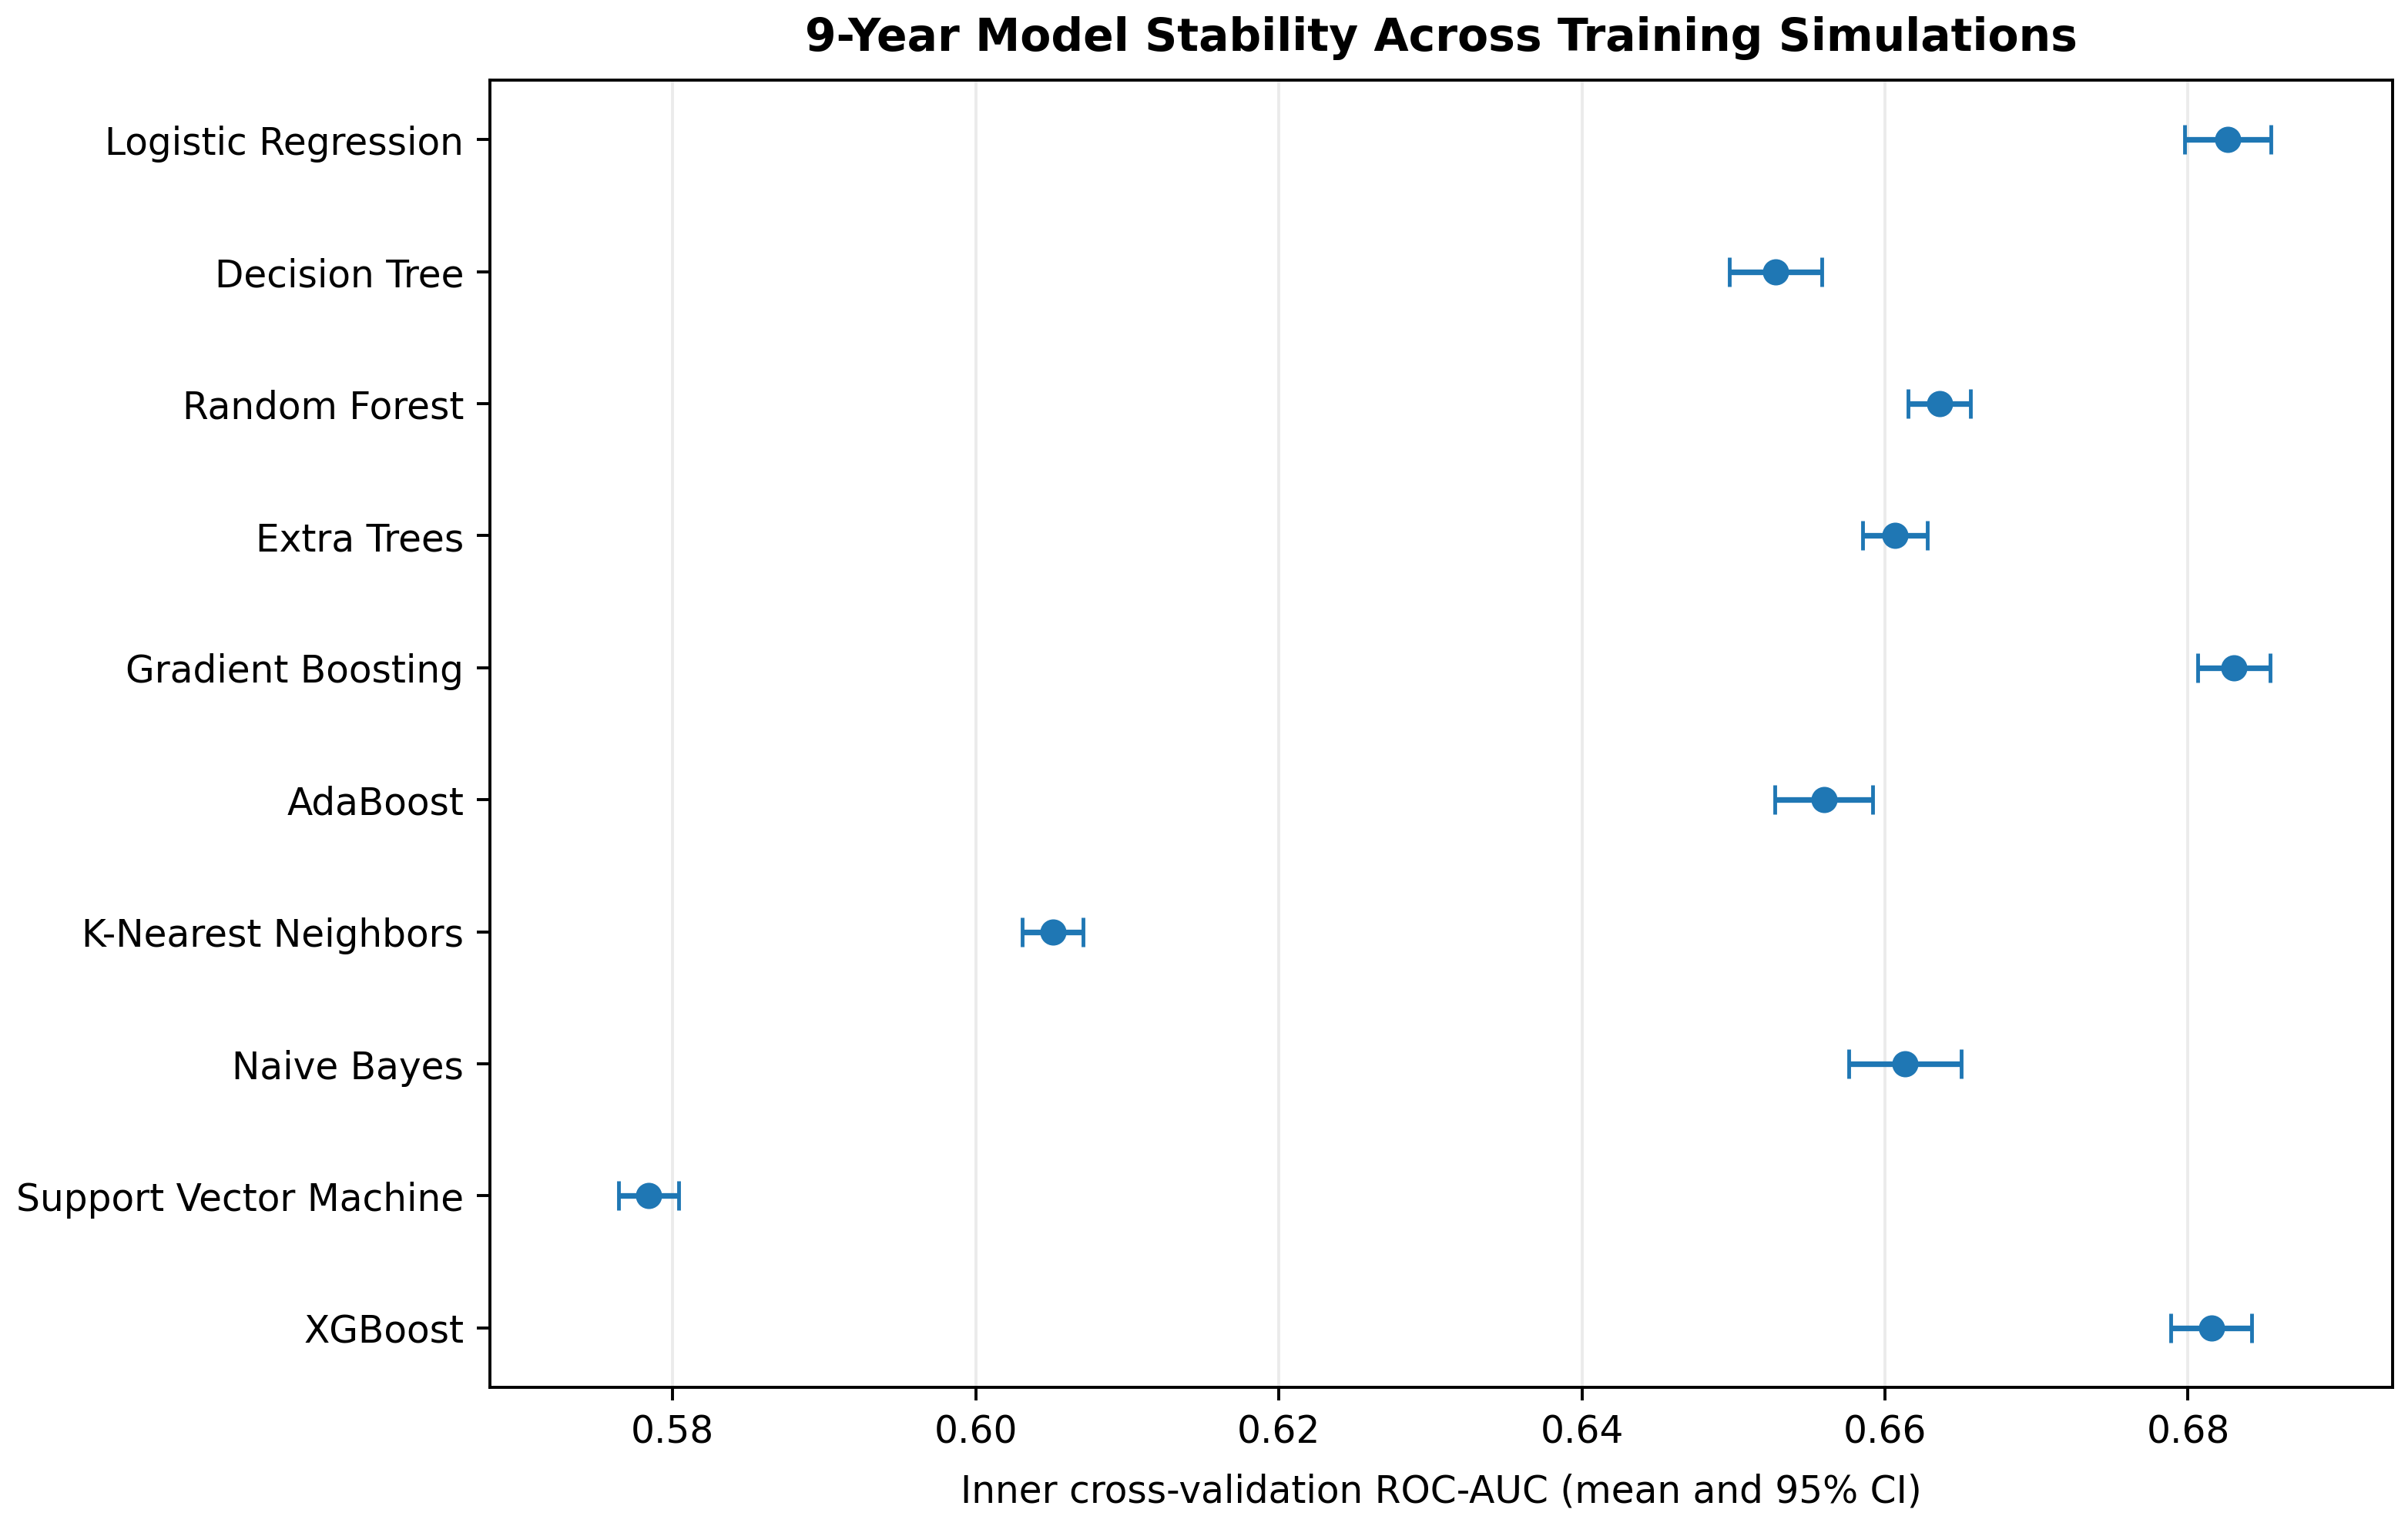 9-Year Model Stability Across Training Simulations
Logistic Regression
Decision Tree
Random Forest
Extra Trees
Gradient Boosting
AdaBoost
K-Nearest Neighbors
Naive Bayes
Support Vector Machine
XGBoost
0.58 0.60 0.62 0.64 0.66 0.68
Inner cross-validation ROC-AUC (mean and 95% CI)